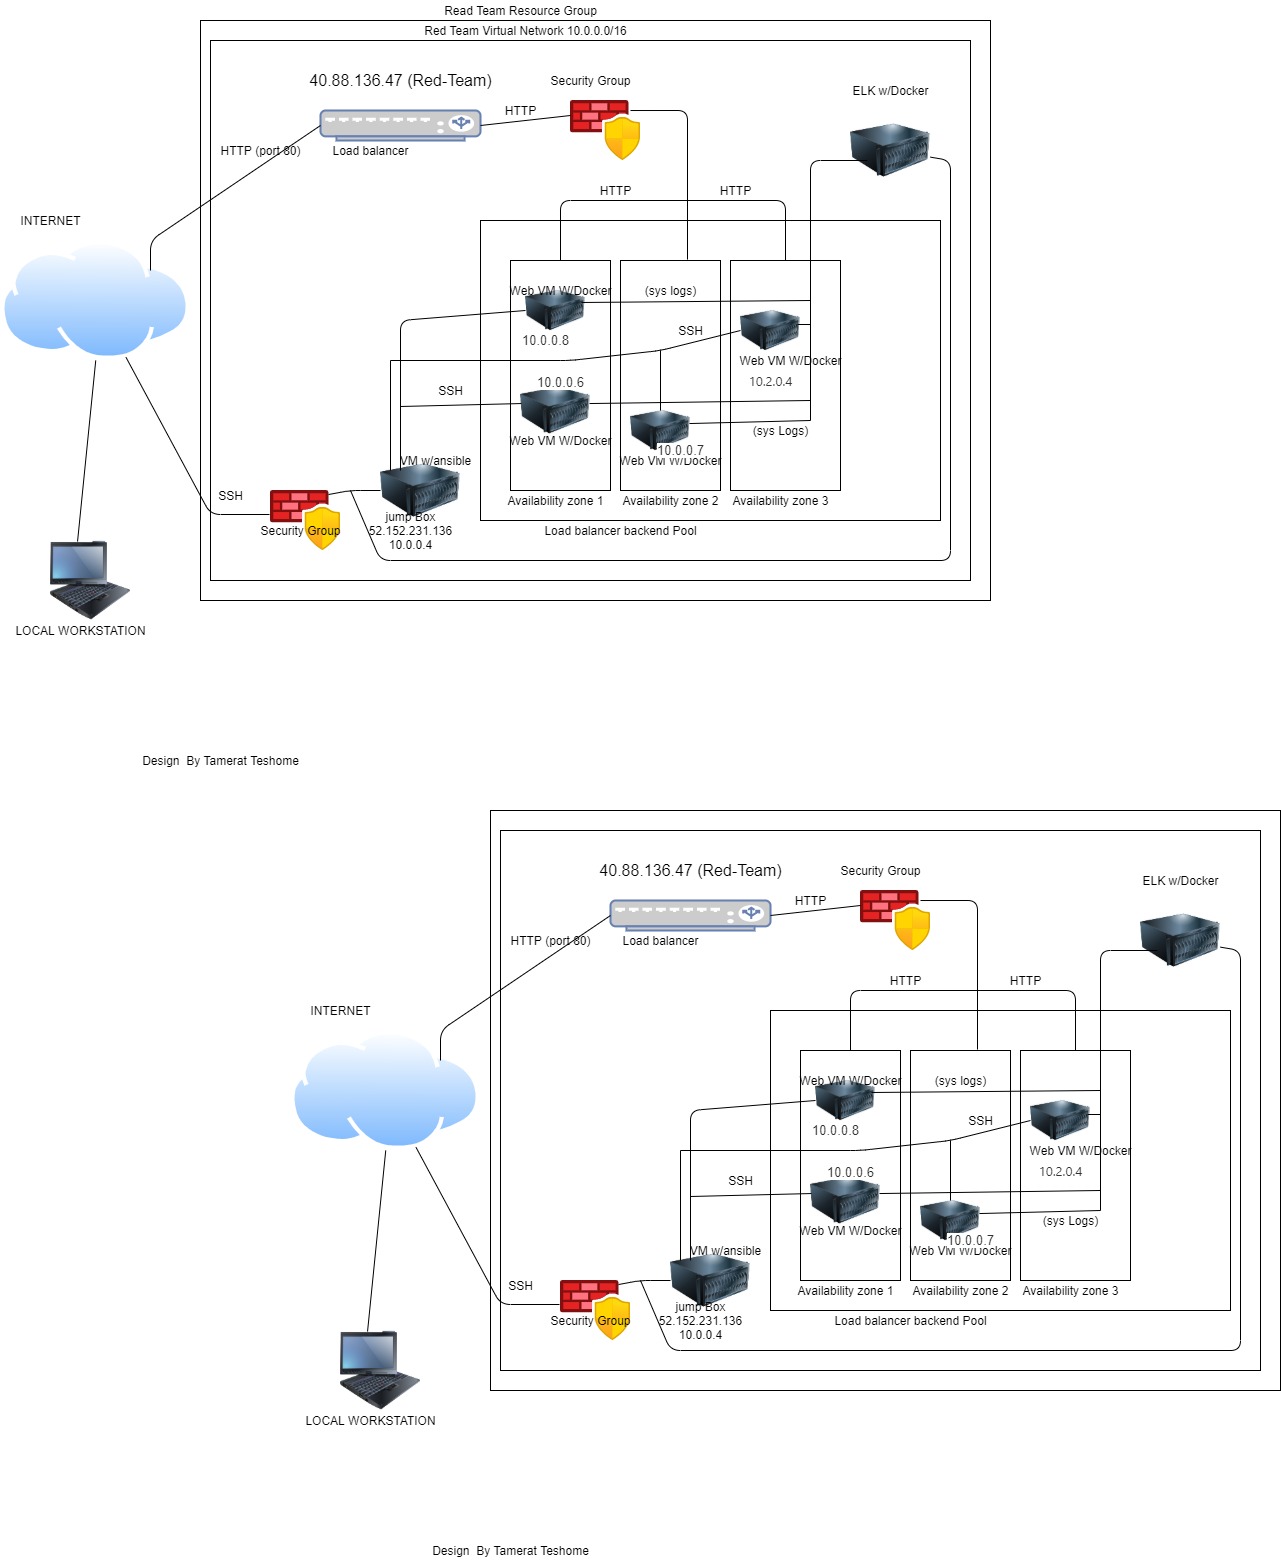 Read Team Resource Group
Red Team Virtual Network 10.0.0.0/16
40.88.136.47 (Red-Team)
Security Group
ELK w/Docker
HTTP
HTTP (port 80)
Load balancer
HTTP
HTTP
INTERNET
Web VM W/Docker
(sys logs)
SSH
10.0.0.8
Web VM W/Docker
10.0.0.6
10.2.0.4
SSH
(sys Logs)
Web VM W/Docker
10.0.0.7
Web VM W/Docker
VM w/ansible
SSH
Availability zone 1
Availability zone 2
Availability zone 3
jump Box
Security Group
52.152.231.136
Load balancer backend Pool
10.0.0.4
LOCAL WORKSTATION
Design  By Tamerat Teshome
40.88.136.47 (Red-Team)
Security Group
ELK w/Docker
HTTP
HTTP (port 80)
Load balancer
HTTP
HTTP
INTERNET
Web VM W/Docker
(sys logs)
SSH
10.0.0.8
Web VM W/Docker
10.0.0.6
10.2.0.4
SSH
(sys Logs)
Web VM W/Docker
10.0.0.7
Web VM W/Docker
VM w/ansible
SSH
Availability zone 1
Availability zone 2
Availability zone 3
jump Box
Security Group
52.152.231.136
Load balancer backend Pool
10.0.0.4
LOCAL WORKSTATION
Design  By Tamerat Teshome